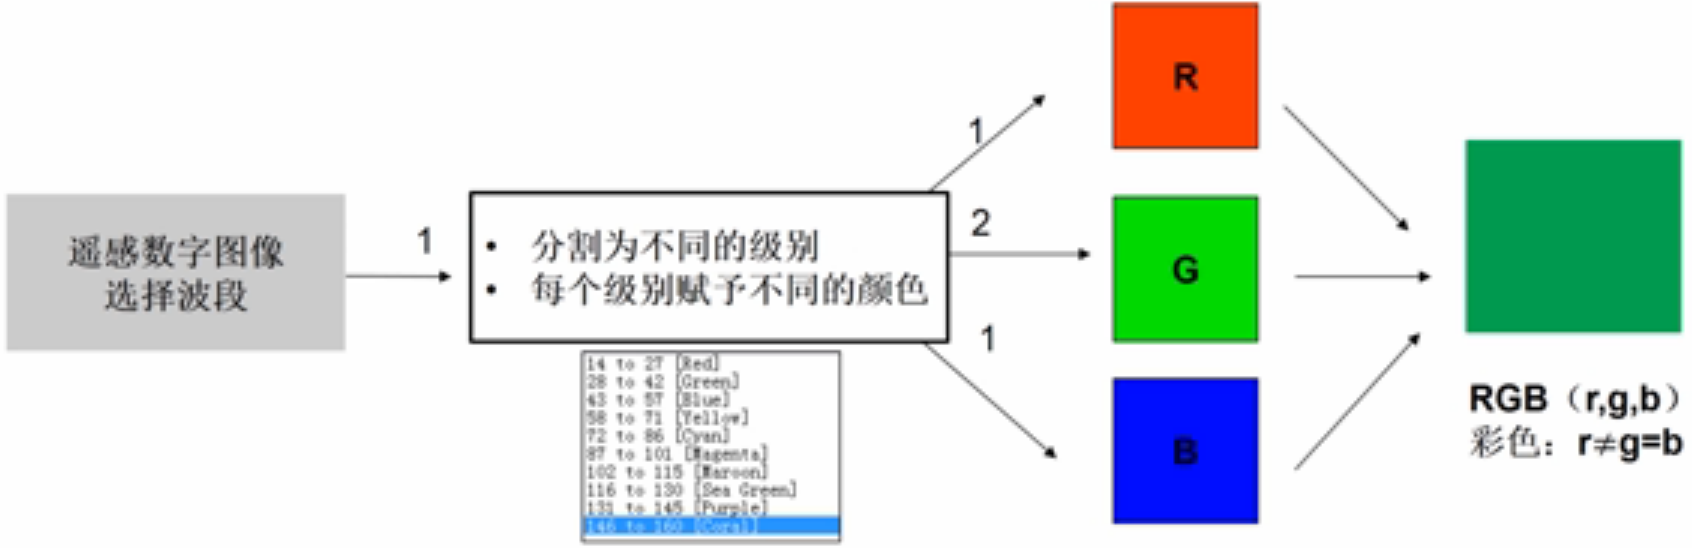 遥感数字图像
选择波段
1
• 分割为不同的级别
• 每个级别赋予不同的颜色
14 to 27 [Red]
28 to 42 [Green]
43 to 57 [Blue]
58 to 71 [Yellow]
72 to 86 [Cyan]
87 to 101 [Magenta]
102 to 115 [Maroon]
116 to 130 [Sea Green]
131 to 145 [Purple]
146 to 160 [Coral]
1
2
1
R
G
B
RGB（r,g,b）
彩色：r≠g=b